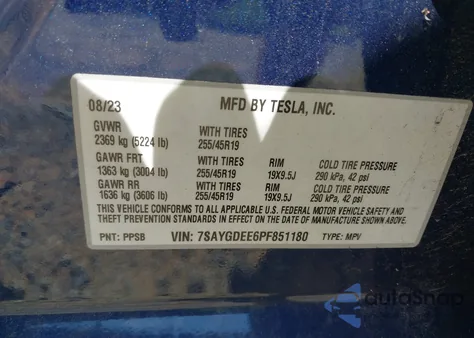 08/23 MFD BY TESLA, INC.
GVWR
2369 kg (5224 lb) WITH TIRES 255/45R19
GAWR FRT WITH TIRES RIM COLD TIRE PRESSURE
1363 kg (3004 lb) 255/45R19 19X9.5J 290 kPa, 42 psi
GAWR RR WITH TIRES RIM COLD TIRE PRESSURE
1636 kg (3606 lb) 255/45R19 19X9.5J 290 kPa, 42 psi
THIS VEHICLE CONFORMS TO ALL APPLICABLE U.S. FEDERAL MOTOR VEHICLE SAFETY AND
THEFT PREVENTION STANDARDS IN EFFECT ON THE DATE OF MANUFACTURE SHOWN ABOVE.
PNT: PPSB VIN: 7SAYGDEE6PF851180 TYPE: MPV
autoSnap